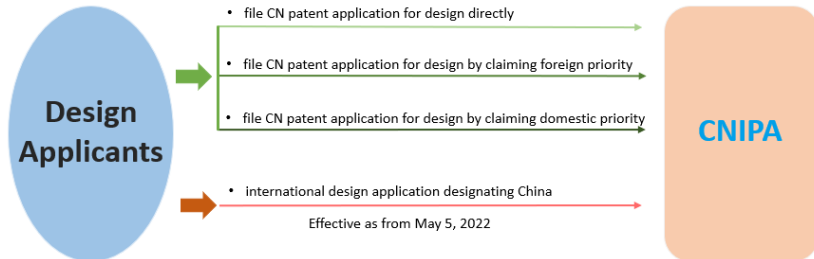 • file CN patent application for design directly
• file CN patent application for design by claiming foreign priority
Design
Applicants
• file CN patent application for design by claiming domestic priority
CNIPA
• international design application designating China
Effective as from May 5, 2022